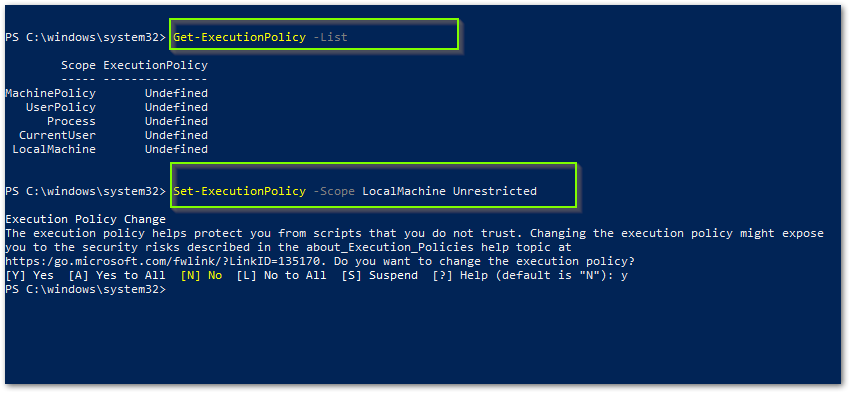 PS C:\windows\system32> Get-ExecutionPolicy -List
Scope ExecutionPolicy
----- ---------------
MachinePolicy Undefined
UserPolicy Undefined
Process Undefined
CurrentUser Undefined
LocalMachine Undefined
PS C:\windows\system32> Set-ExecutionPolicy -Scope LocalMachine Unrestricted
Execution Policy Change
The execution policy helps protect you from scripts that you do not trust. Changing the execution policy might expose
you to the security risks described in the about_Execution_Policies help topic at
https:/go.microsoft.com/fwlink/?LinkID=135170. Do you want to change the execution policy?
[Y] Yes  [A] Yes to All  [N] No  [L] No to All  [S] Suspend  [?] Help (default is "N"): y
PS C:\windows\system32>